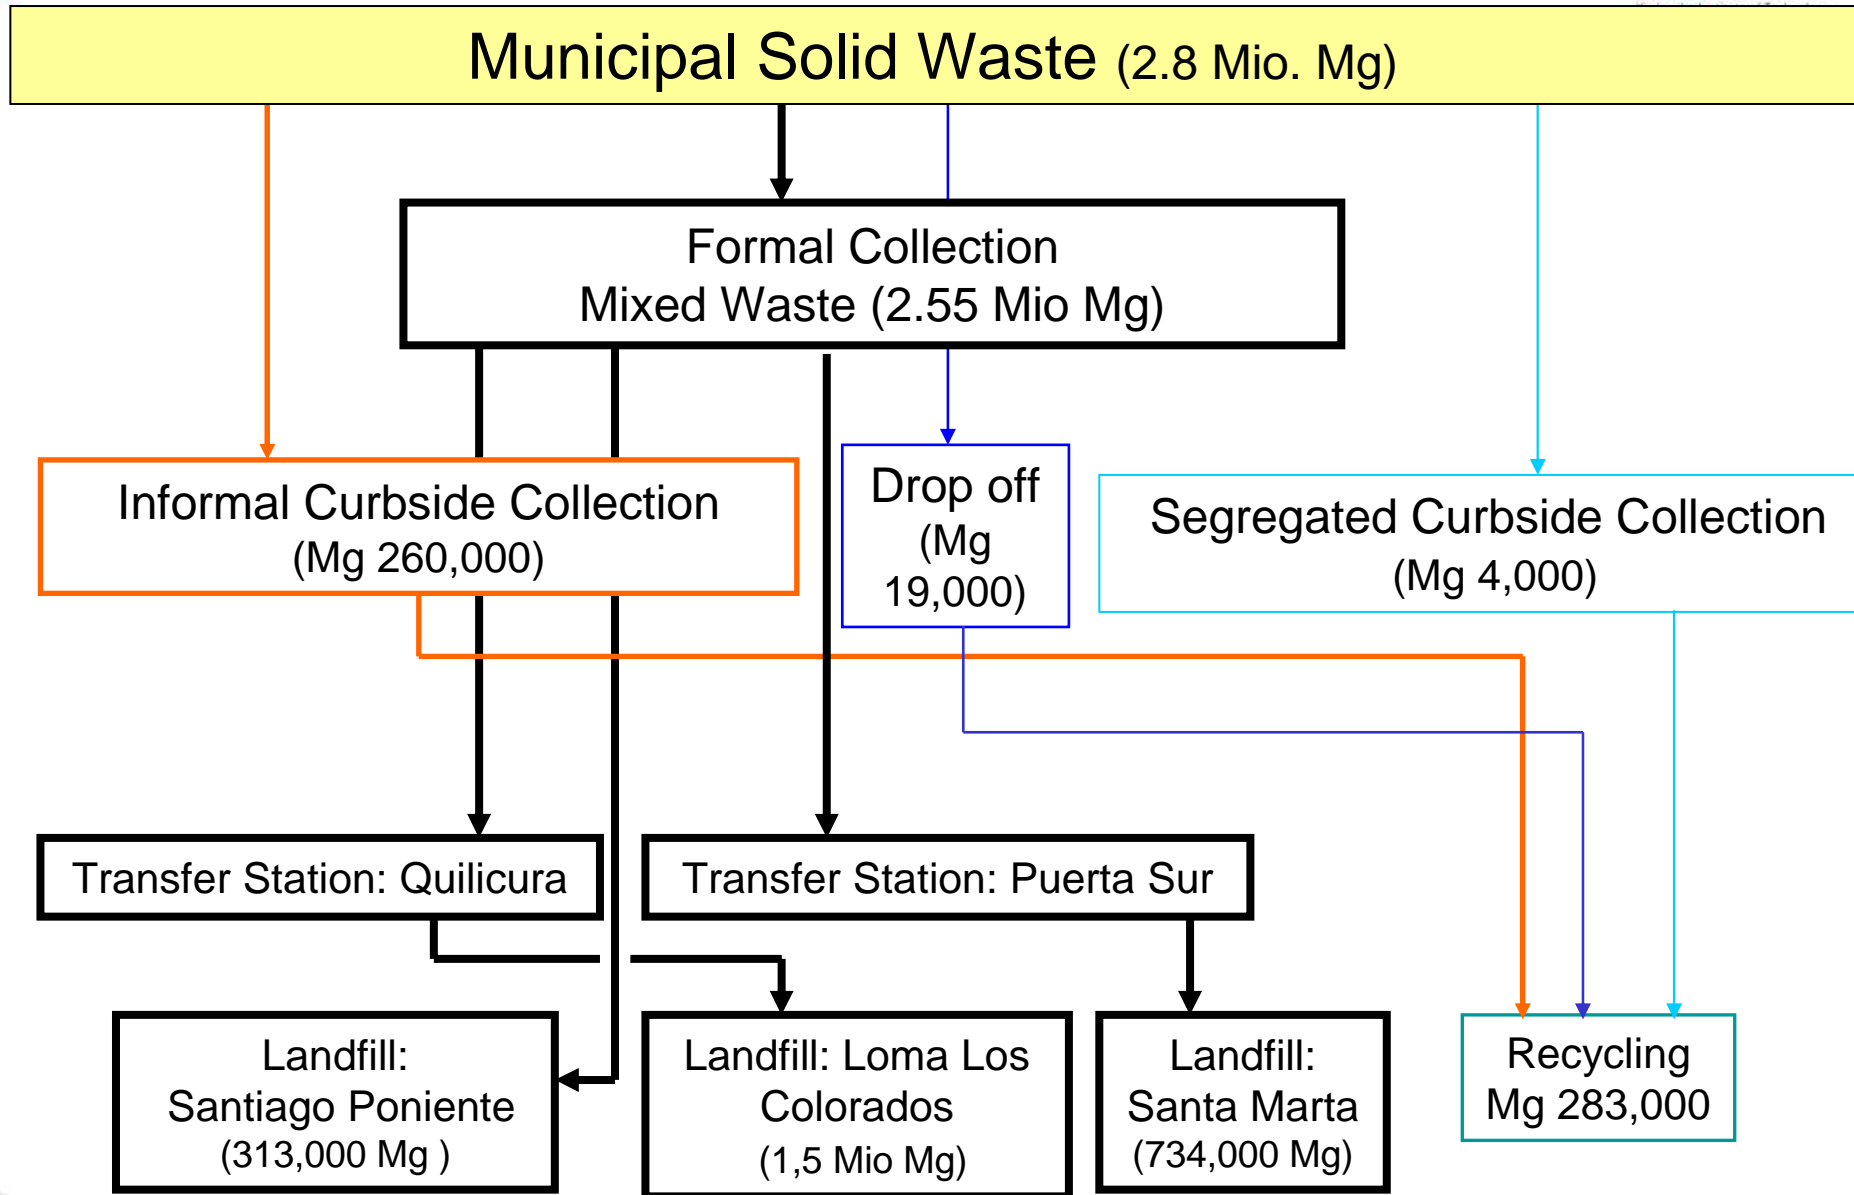 Municipal Solid Waste (2.8 Mio. Mg)
Formal Collection
Mixed Waste (2.55 Mio Mg)
Informal Curbside Collection
(Mg 260,000)
Drop off
(Mg
19,000)
Segregated Curbside Collection
(Mg 4,000)
Transfer Station: Quilicura
Transfer Station: Puerta Sur
Landfill:
Santiago Poniente
(313,000 Mg )
Landfill: Loma Los
Colorados
(1,5 Mio Mg)
Landfill:
Santa Marta
(734,000 Mg)
Recycling
Mg 283,000